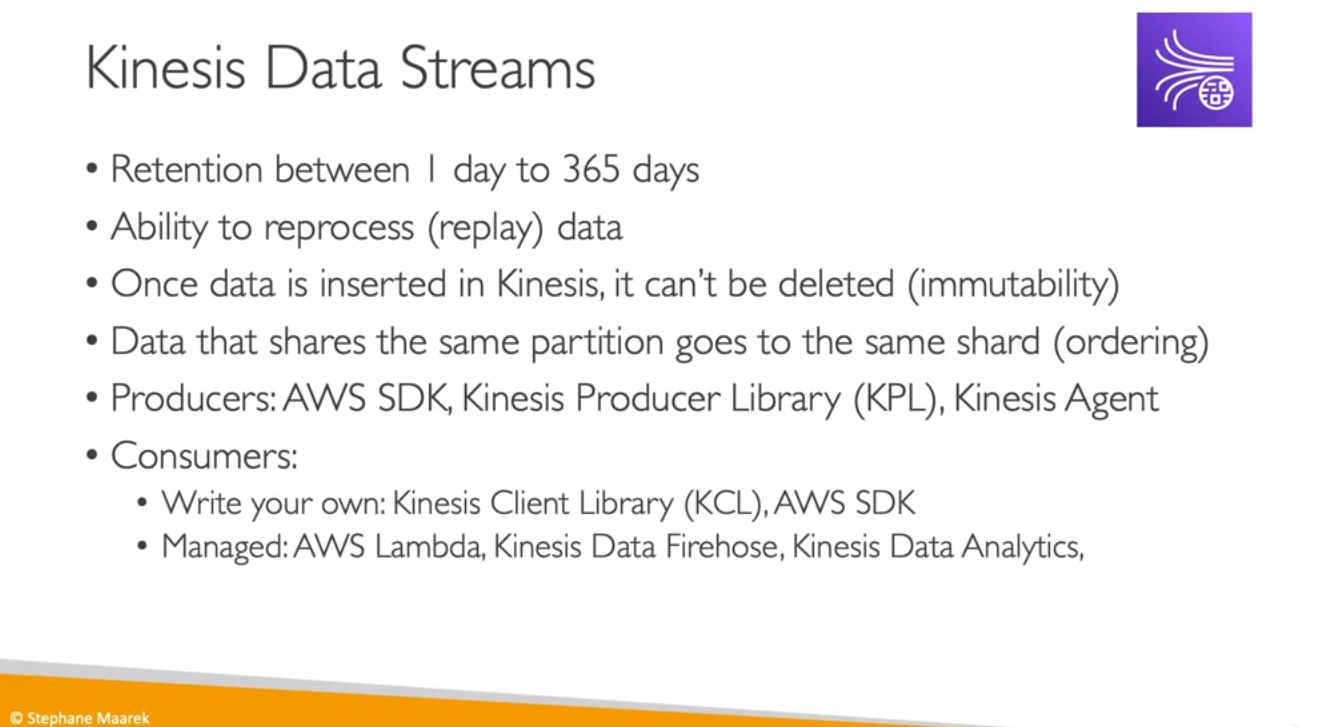 Kinesis Data Streams
• Retention between 1 day to 365 days
• Ability to reprocess (replay) data
• Once data is inserted in Kinesis, it can't be deleted (immutability)
• Data that shares the same partition goes to the same shard (ordering)
• Producers: AWS SDK, Kinesis Producer Library (KPL), Kinesis Agent
• Consumers:
• Write your own: Kinesis Client Library (KCL), AWS SDK
• Managed: AWS Lambda, Kinesis Data Firehose, Kinesis Data Analytics,
© Stephane Maarek